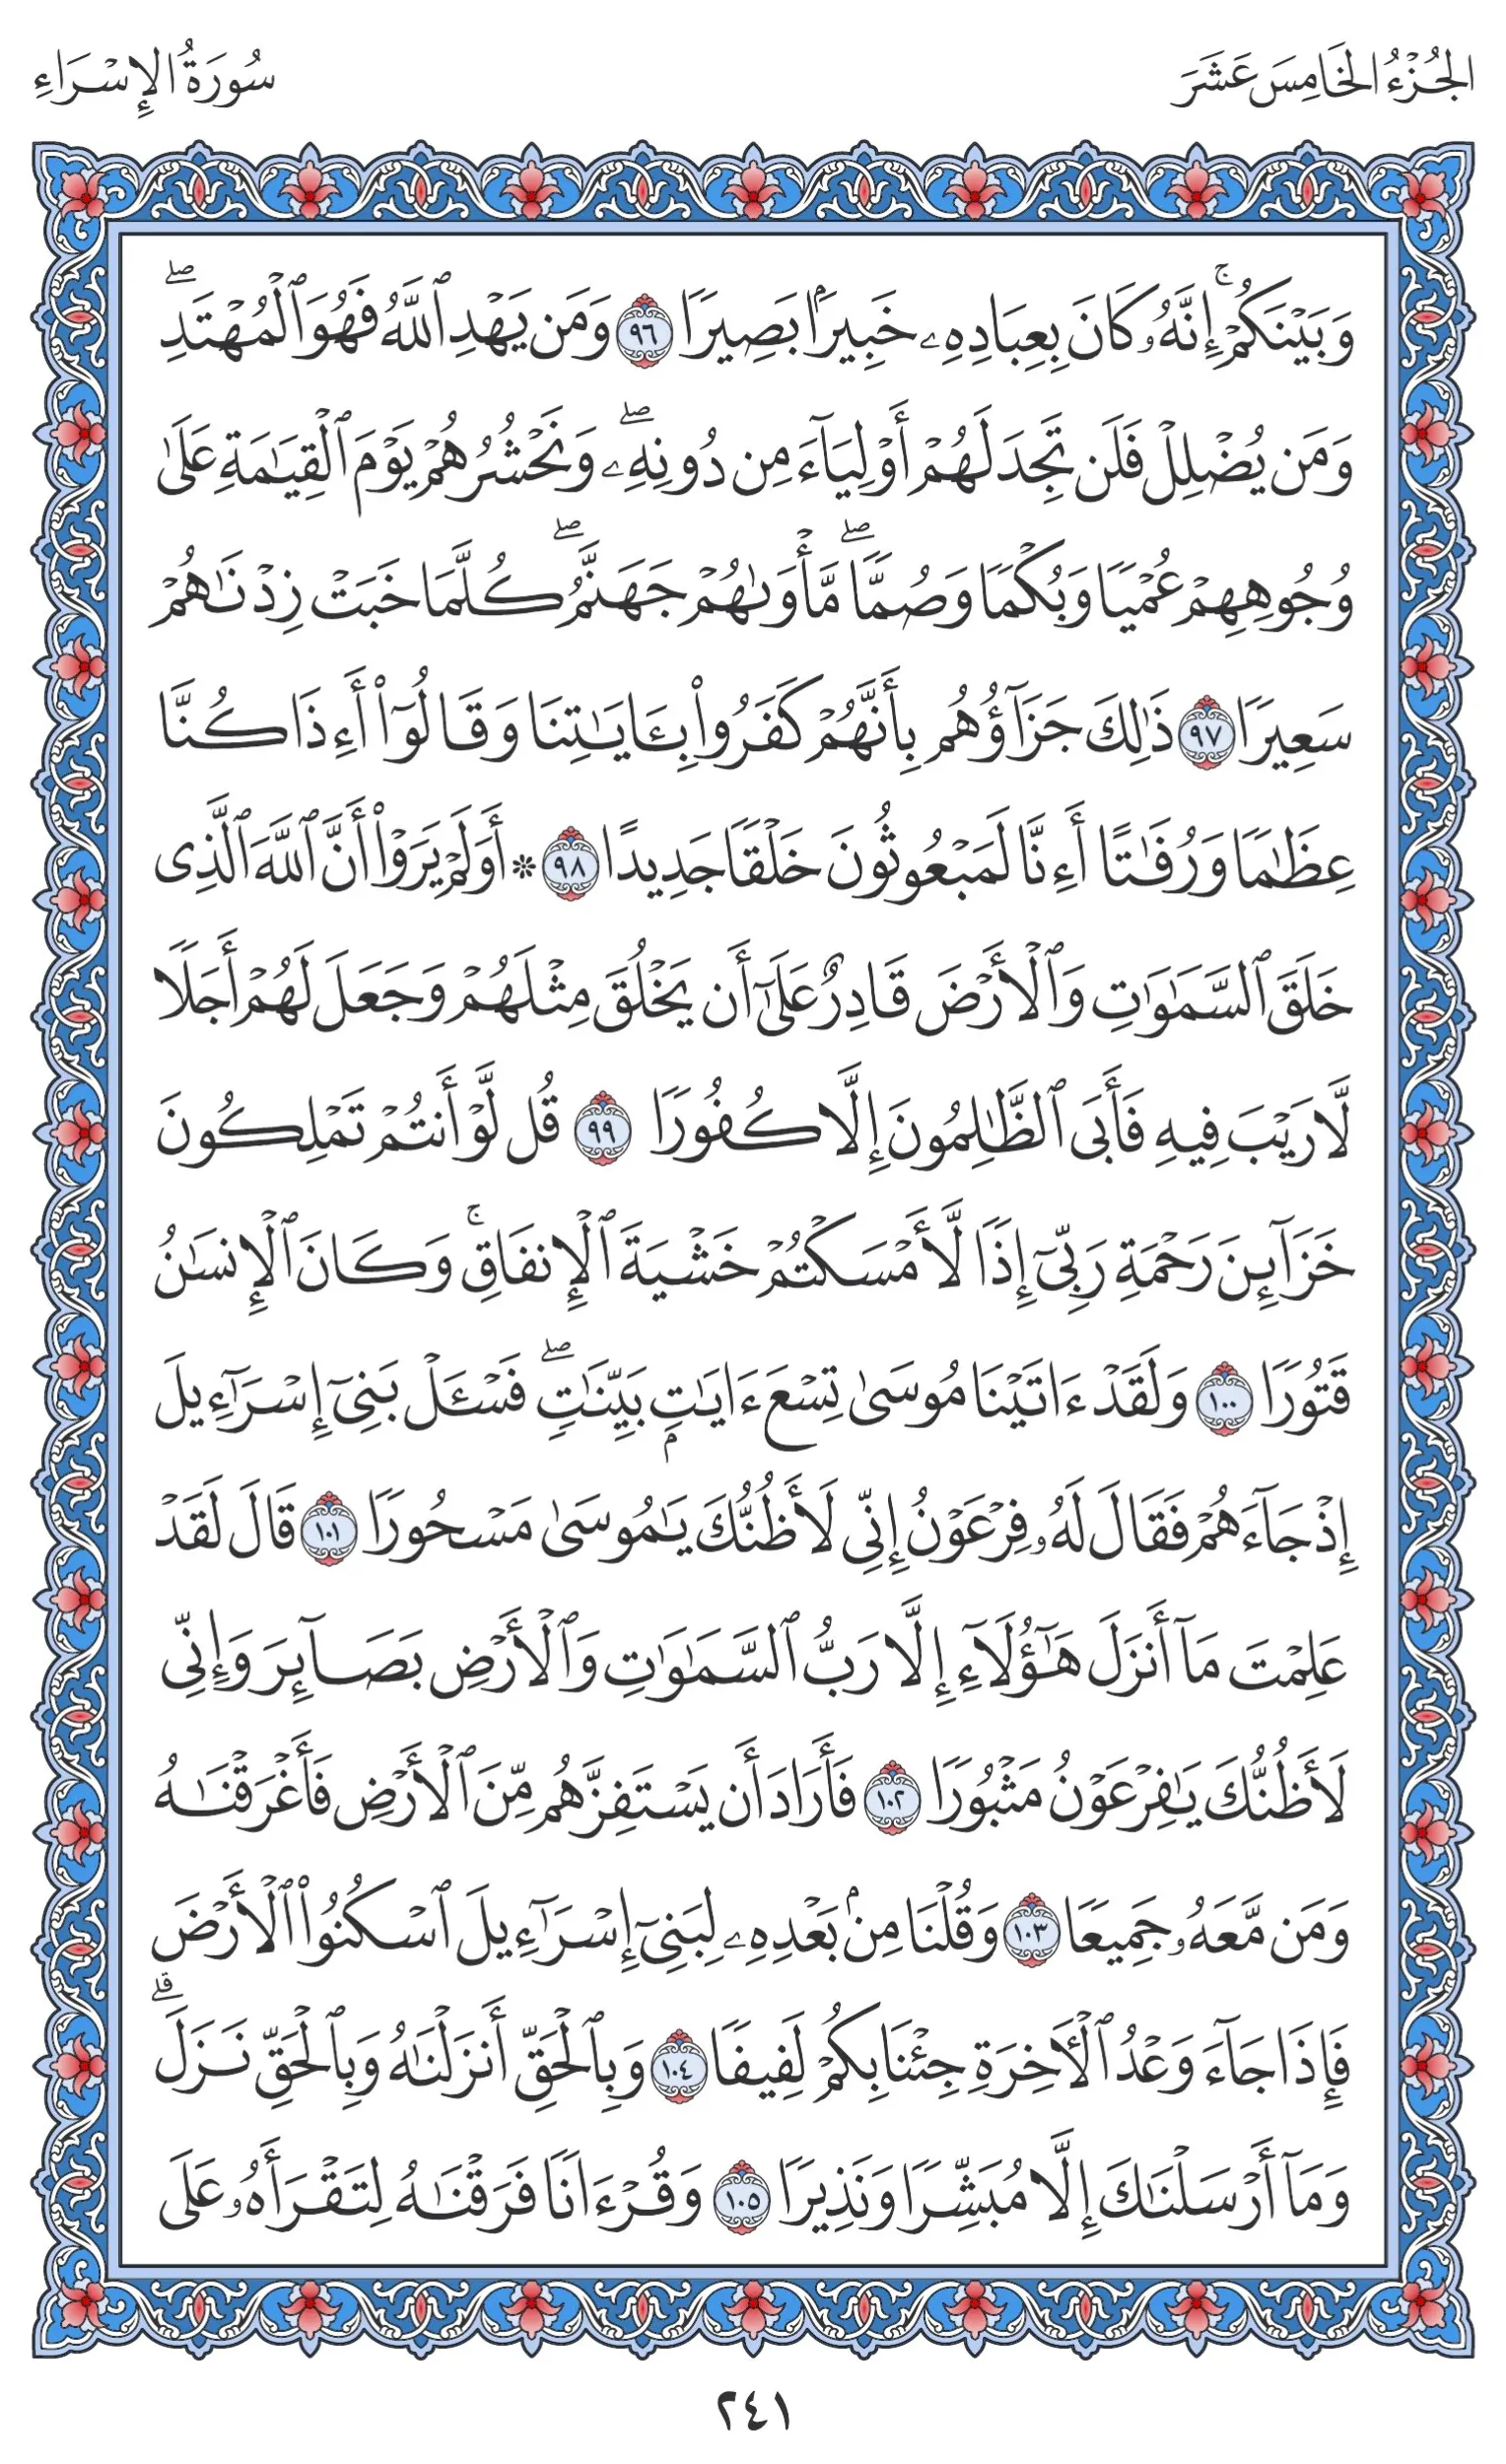 الجُزْءُ الخَامِسَ عَشَرَ
سُورَةُ الإِسْرَاءِ
وَبَيْنَكُمْۚ إِنَّهُۥ كَانَ بِعِبَادِهِۦ خَبِيرَۢا بَصِيرٗا ٩٦ وَمَن يَهْدِ ٱللَّهُ فَهُوَ ٱلْمُهْتَدِۖ
وَمَن يُضْلِلْ فَلَن تَجِدَ لَهُمْ أَوْلِيَآءَ مِن دُونِهِۦۖ وَنَحْشُرُهُمْ يَوْمَ ٱلْقِيَٰمَةِ عَلَىٰ
وُجُوهِهِمْ عُمْيٗا وَبُكْمٗا وَصُمّٗاۖ مَّأْوَىٰهُمْ جَهَنَّمُۖ كُلَّمَا خَبَتْ زِدْنَٰهُمْ
سَعِيرٗا ٩٧ ذَٰلِكَ جَزَآؤُهُم بِأَنَّهُمْ كَفَرُوا۟ بِـَٔايَٰتِنَا وَقَالُوٓا۟ أَءِذَا كُنَّا
عِظَٰمٗا وَرُفَٰتًا أَءِنَّا لَمَبْعُوثُونَ خَلْقٗا جَدِيدًا ٩٨ ۞ أَوَلَمْ يَرَوْا۟ أَنَّ ٱللَّهَ ٱلَّذِى
خَلَقَ ٱلسَّمَٰوَٰتِ وَٱلْأَرْضَ قَادِرٌ عَلَىٰٓ أَن يَخْلُقَ مِثْلَهُمْ وَجَعَلَ لَهُمْ أَجَلٗا
لَّا رَيْبَ فِيهِ فَأَبَى ٱلظَّٰلِمُونَ إِلَّا كُفُورٗا ٩٩ قُل لَّوْ أَنتُمْ تَمْلِكُونَ
خَزَآئِنَ رَحْمَةِ رَبِّىٓ إِذٗا لَّأَمْسَكْتُمْ خَشْيَةَ ٱلْإِنفَاقِۚ وَكَانَ ٱلْإِنسَٰنُ
قَتُورٗا ١٠٠ وَلَقَدْ ءَاتَيْنَا مُوسَىٰ تِسْعَ ءَايَٰتِۭ بَيِّنَٰتٖۖ فَسْـَٔلْ بَنِىٓ إِسْرَٰٓءِيلَ
إِذْ جَآءَهُمْ فَقَالَ لَهُۥ فِرْعَوْنُ إِنِّى لَأَظُنُّكَ يَٰمُوسَىٰ مَسْحُورٗا ١٠١ قَالَ لَقَدْ
عَلِمْتَ مَآ أَنزَلَ هَٰٓؤُلَآءِ إِلَّا رَبُّ ٱلسَّمَٰوَٰتِ وَٱلْأَرْضِ بَصَآئِرَ وَإِنِّى
لَأَظُنُّكَ يَٰفِرْعَوْنُ مَثْبُورٗا ١٠٢ فَأَرَادَ أَن يَسْتَفِزَّهُم مِّنَ ٱلْأَرْضِ فَأَغْرَقْنَٰهُ
وَمَن مَّعَهُۥ جَمِيعٗا ١٠٣ وَقُلْنَا مِنۢ بَعْدِهِۦ لِبَنِىٓ إِسْرَٰٓءِيلَ ٱسْكُنُوا۟ ٱلْأَرْضَ
فَإِذَا جَآءَ وَعْدُ ٱلْأٓخِرَةِ جِئْنَا بِكُمْ لَفِيفٗا ١٠٤ وَبِٱلْحَقِّ أَنزَلْنَٰهُ وَبِٱلْحَقِّ نَزَلَۗ
وَمَآ أَرْسَلْنَٰكَ إِلَّا مُبَشِّرٗا وَنَذِيرٗا ١٠٥ وَقُرْءَانٗا فَرَقْنَٰهُ لِتَقْرَأَهُۥ عَلَى
٢٤١